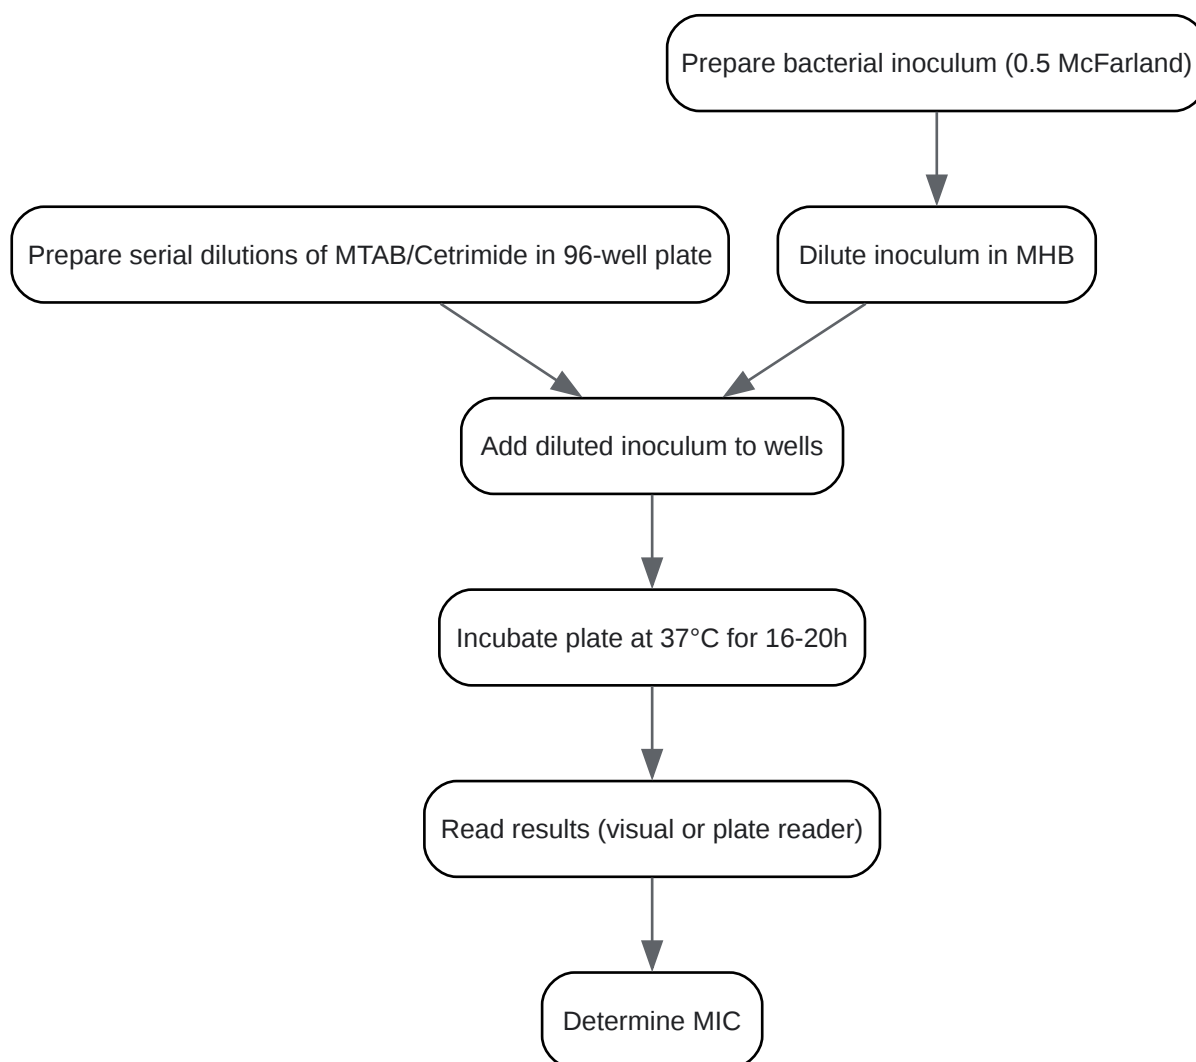 Prepare bacterial inoculum (0.5 McFarland)
Prepare serial dilutions of MTAB/Cetrimide in 96-well plate
Dilute inoculum in MHB
Add diluted inoculum to wells
Incubate plate at 37°C for 16-20h
Read results (visual or plate reader)
Determine MIC